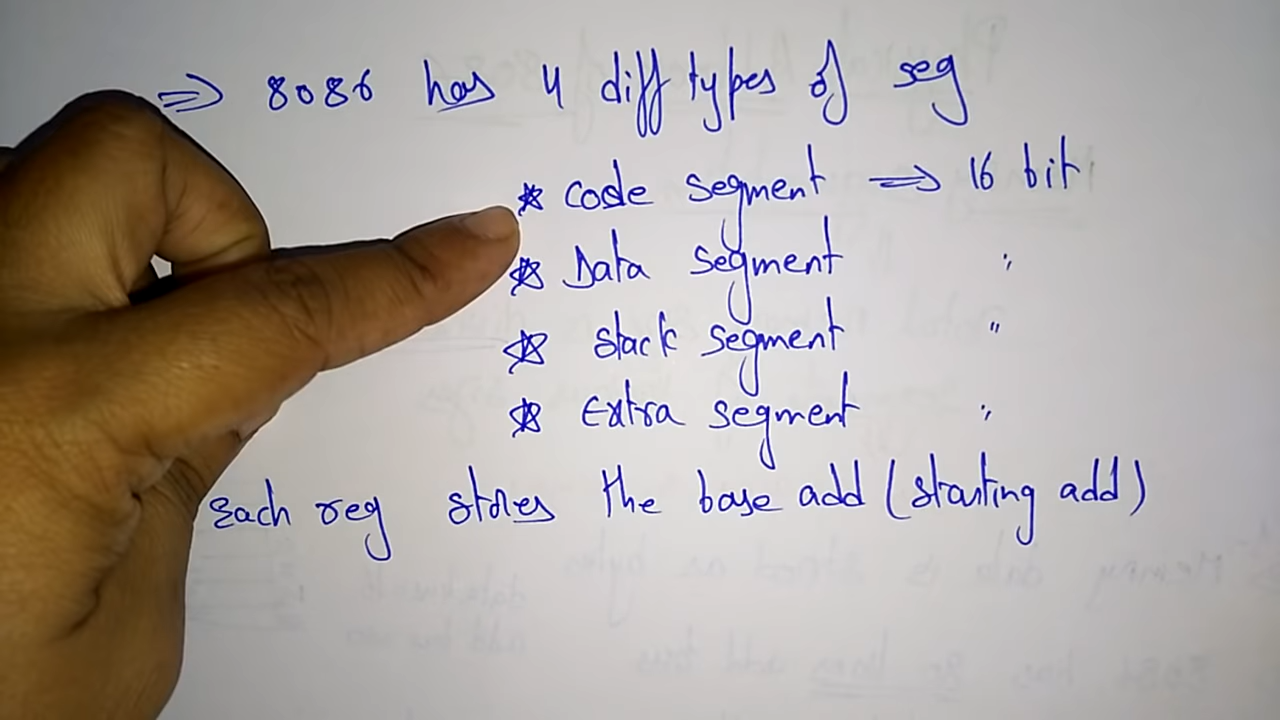 ⇒ 8086 has 4 diff types of seg
* Code segment ⇒ 16 bit
* Data segment "
* Stack segment "
* Extra segment "
Each reg stores the base add (starting add)